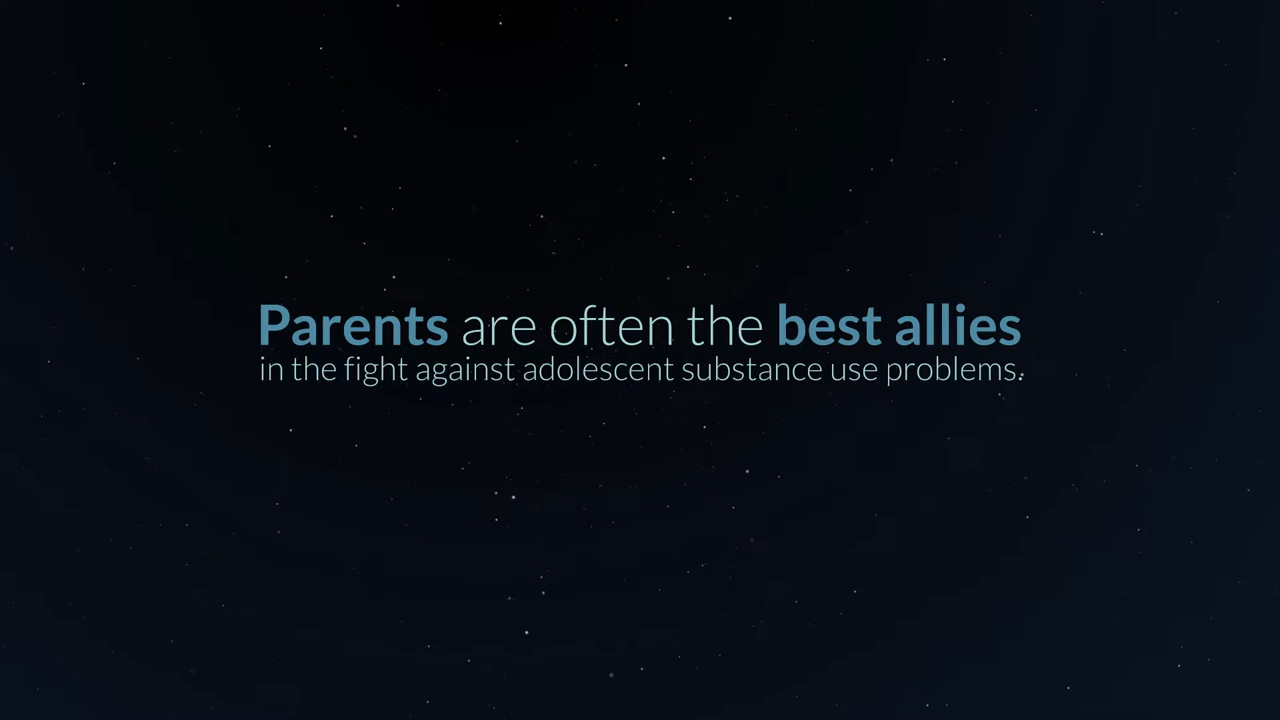 Parents are often the best allies
in the fight against adolescent substance use problems.